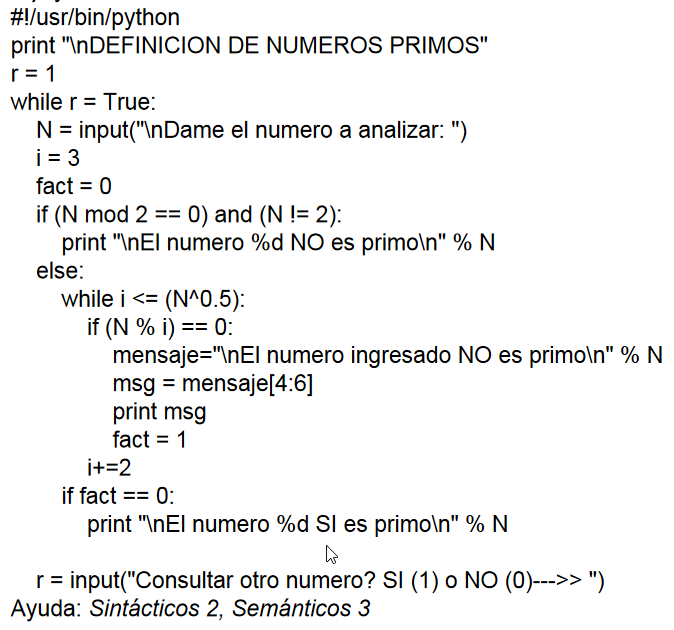 #!/usr/bin/python
print "\nDEFINICION DE NUMEROS PRIMOS"
r = 1
while r = True:
    N = input("\nDame el numero a analizar: ")
    i = 3
    fact = 0
    if (N mod 2 == 0) and (N != 2):
        print "\nEl numero %d NO es primo\n" % N
    else:
        while i <= (N^0.5):
            if (N % i) == 0:
                mensaje="\nEl numero ingresado NO es primo\n" % N
                msg = mensaje[4:6]
                print msg
                fact = 1
            i+=2
        if fact == 0:
            print "\nEl numero %d SI es primo\n" % N
    r = input("Consultar otro numero? SI (1) o NO (0)--->> ")
Ayuda: Sintácticos 2, Semánticos 3